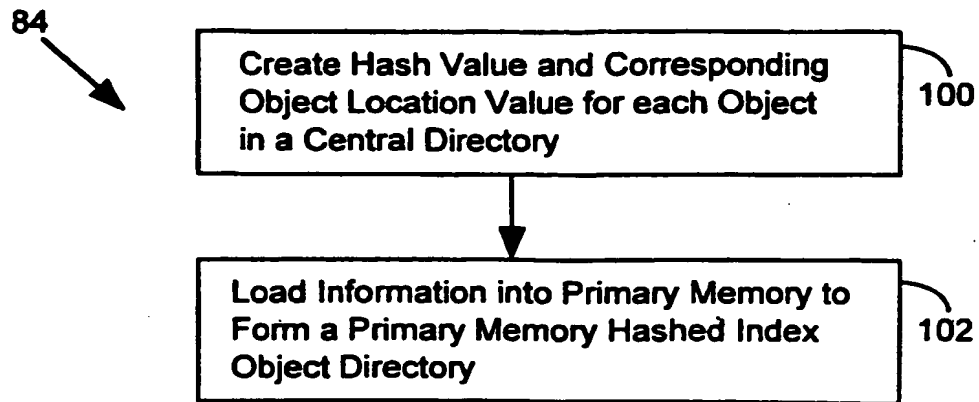 84
Create Hash Value and Corresponding
Object Location Value for each Object
in a Central Directory
100
Load Information into Primary Memory to
Form a Primary Memory Hashed Index
Object Directory
102